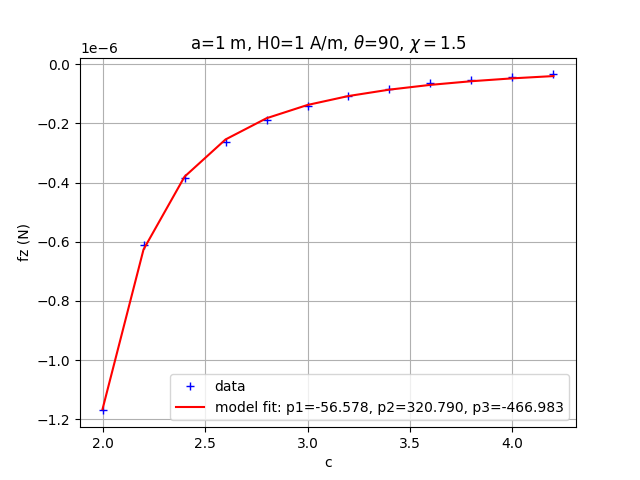 a=1 m, H0=1 A/m, θ=90, χ = 1.5
1e−6
0.0
−0.2
−0.4
−0.6
−0.8
−1.0
−1.2
fz (N)
data
model fit: p1=-56.578, p2=320.790, p3=-466.983
2.0 2.5 3.0 3.5 4.0
c